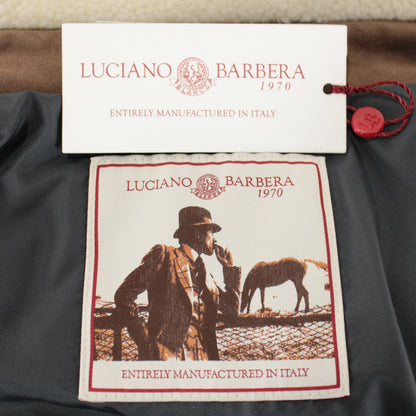 LUCIANO BARBERA
1970
ENTIRELY MANUFACTURED IN ITALY
LUCIANO BARBERA
1970
ENTIRELY MANUFACTURED IN ITALY